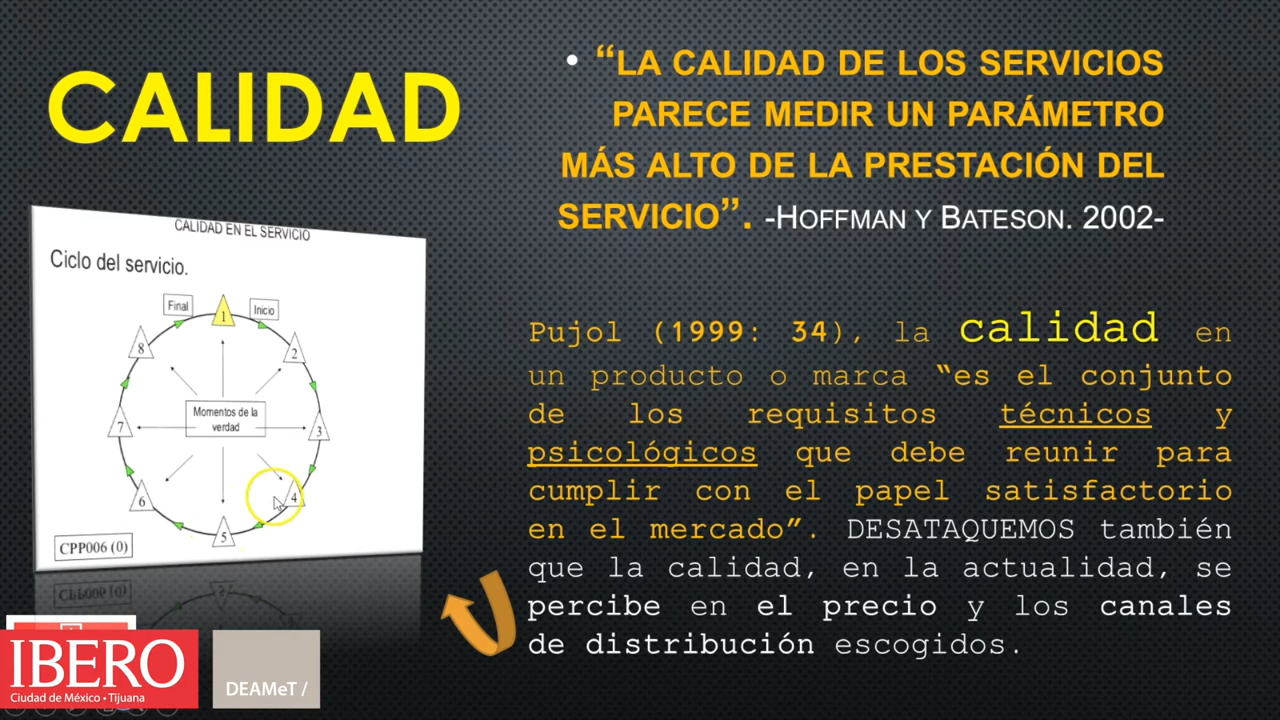 CALIDAD
• “LA CALIDAD DE LOS SERVICIOS
PARECE MEDIR UN PARÁMETRO
MÁS ALTO DE LA PRESTACIÓN DEL
SERVICIO”. -HOFFMAN Y BATESON. 2002-
CALIDAD EN EL SERVICIO
Ciclo del servicio.
Final
Inicio
1
2
3
4
5
6
7
8
Momentos de la
verdad
CPP006 (0)
Pujol (1999: 34), la calidad en
un producto o marca “es el conjunto
de los requisitos técnicos y
psicológicos que debe reunir para
cumplir con el papel satisfactorio
en el mercado”. DESATAQUEMOS también
que la calidad, en la actualidad, se
percibe en el precio y los canales
de distribución escogidos.
IBERO
Ciudad de México • Tijuana
DEAMeT /